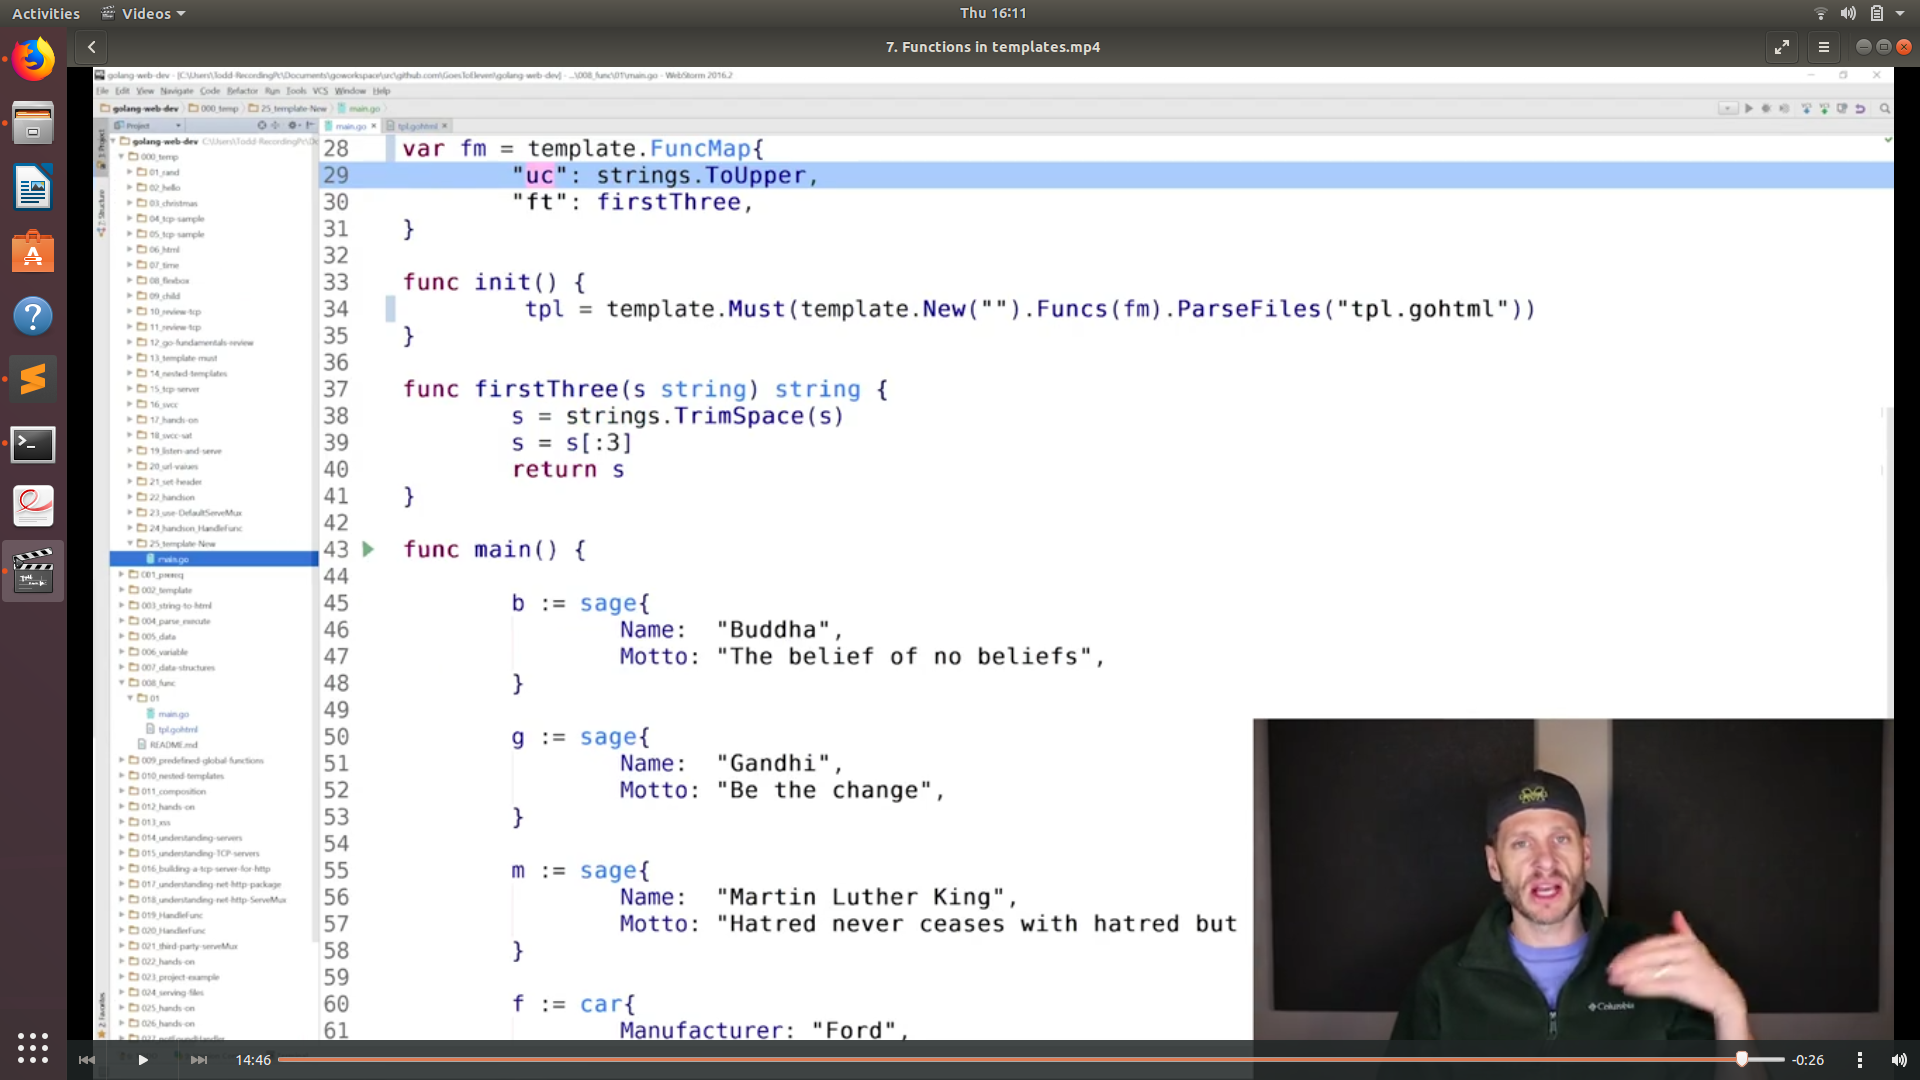 Activities
Videos
Thu 16:11
7. Functions in templates.mp4
golang-web-dev - [C:\Users\Todd-RecordingPc\Documents\goworkspace\src\github.com\GoesToEleven\golang-web-dev] - ...\008_func\01\main.go - WebStorm 2016.2
File Edit View Navigate Code Refactor Run Tools VCS Window Help
golang-web-dev 000_temp 25_template-New main.go
Project
main.go tpl.gohtml
golang-web-dev
000_temp
01_rand
02_hello
03_christmas
04_tcp-sample
05_tcp-sample
06_html
07_time
08_firebox
09_child
10_review-tcp
11_review-tcp
12_go-fundamentals-review
13_template-must
14_nested-templates
15_tcp-server
16_svcc
17_hands-on
18_svcc-sat
19_listen-and-serve
20_url-values
21_set-header
22_handson
23_use-DefaultServeMux
24_handson_HandleFunc
25_template-New
main.go
001_prereq
002_template
003_string-to-html
004_parse_execute
005_data
006_variable
007_data-structures
008_func
01
main.go
tpl.gohtml
README.md
009_predefined-global-functions
010_nested-templates
011_composition
012_hands-on
013_xss
014_understanding-servers
015_understanding-TCP-servers
016_building-a-tcp-server-for-http
017_understanding-net-http-package
018_understanding-net-http-ServeMux
019_HandleFunc
020_HandlerFunc
021_third-party-serveMux
022_hands-on
023_project-example
024_serving-files
025_hands-on
026_hands-on
027_notFoundHandler
28 var fm = template.FuncMap{
29 "uc": strings.ToUpper,
30 "ft": firstThree,
31 }
32
33 func init() {
34 tpl = template.Must(template.New("").Funcs(fm).ParseFiles("tpl.gohtml"))
35 }
36
37 func firstThree(s string) string {
38 s = strings.TrimSpace(s)
39 s = s[:3]
40 return s
41 }
42
43 func main() {
44
45 b := sage{
46 Name: "Buddha",
47 Motto: "The belief of no beliefs",
48 }
49
50 g := sage{
51 Name: "Gandhi",
52 Motto: "Be the change",
53 }
54
55 m := sage{
56 Name: "Martin Luther King",
57 Motto: "Hatred never ceases with hatred but
58 }
59
60 f := car{
61 Manufacturer: "Ford",
Columbia
14:46
-0:26